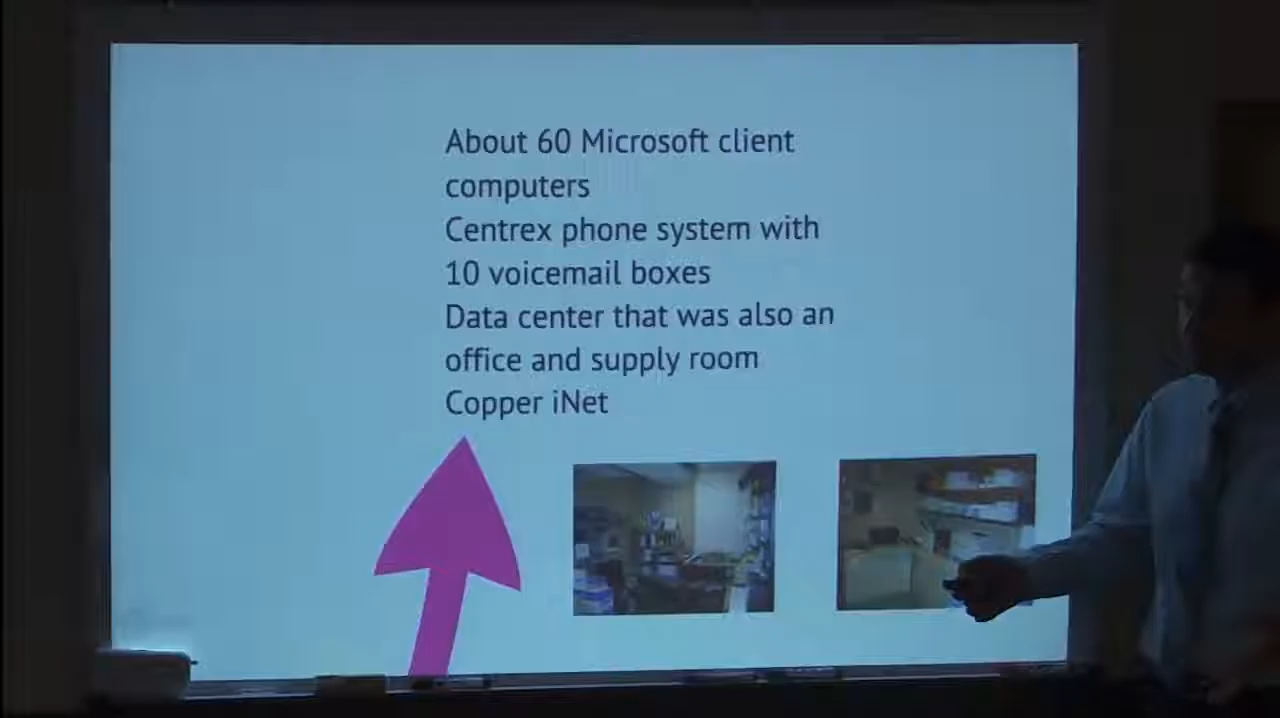 About 60 Microsoft client
computers
Centrex phone system with
10 voicemail boxes
Data center that was also an
office and supply room
Copper iNet